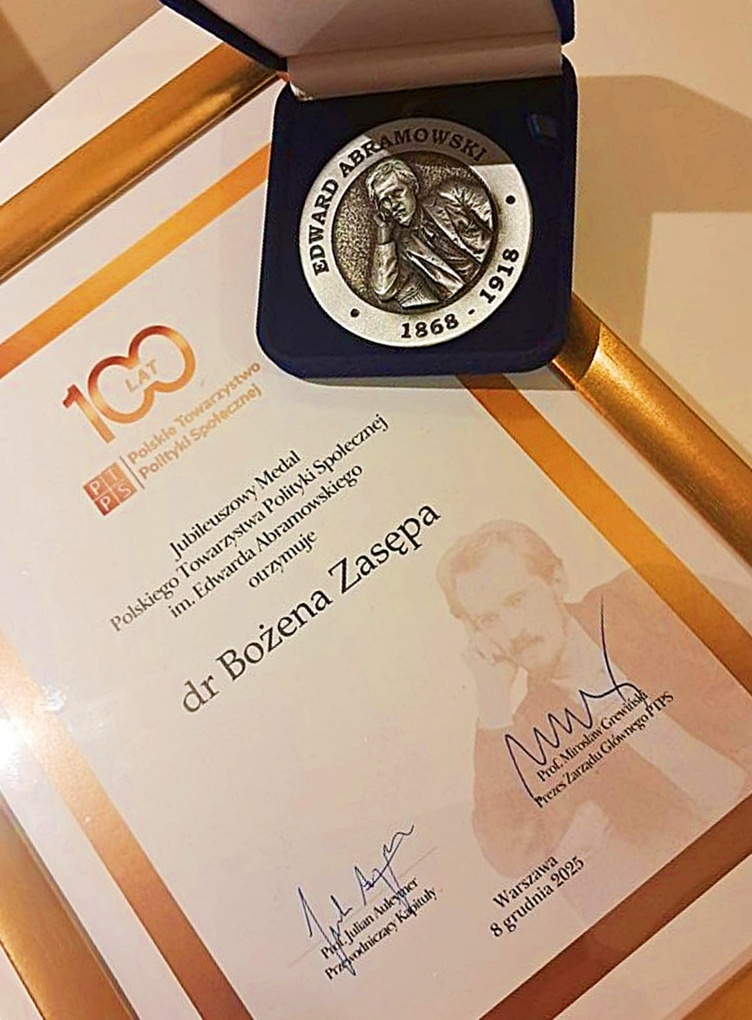 EDWARD ABRAMOWSKI
1868 - 1918
100
LAT
PT
PS
Polskie Towarzystwo
Polityki Społecznej
Jubileuszowy Medal
Polskiego Towarzystwa Polityki Społecznej
im. Edwarda Abramowskiego
otrzymuje
dr Bożena Zasępa
Prof. Mirosław Grewiński
Prezes Zarządu Głównego PTPS
Prof. Julian Auleytner
Przewodniczący Kapituły
Warszawa
8 grudnia 2025